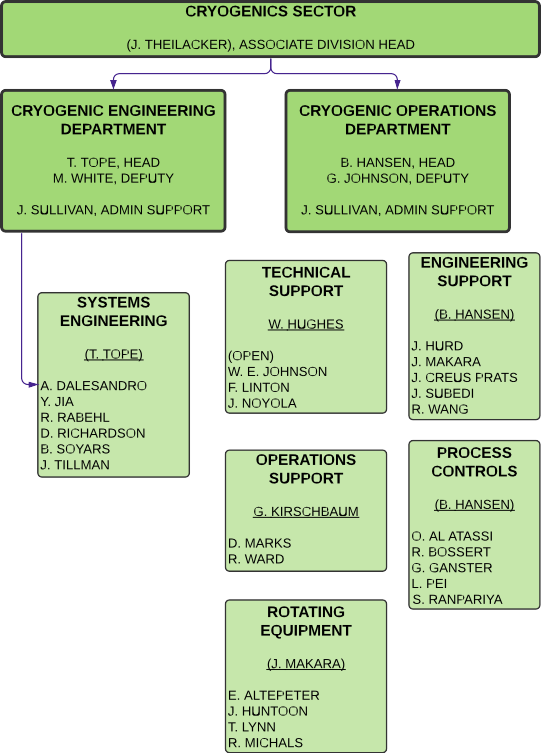 CRYOGENICS SECTOR
(J. THEILACKER), ASSOCIATE DIVISION HEAD
CRYOGENIC ENGINEERING
DEPARTMENT
T. TOPE, HEAD
M. WHITE, DEPUTY
J. SULLIVAN, ADMIN SUPPORT
CRYOGENIC OPERATIONS
DEPARTMENT
B. HANSEN, HEAD
G. JOHNSON, DEPUTY
J. SULLIVAN, ADMIN SUPPORT
SYSTEMS
ENGINEERING
(T. TOPE)
A. DALESANDRO
Y. JIA
R. RABEHL
D. RICHARDSON
B. SOYARS
J. TILLMAN
TECHNICAL
SUPPORT
W. HUGHES
(OPEN)
W. E. JOHNSON
F. LINTON
J. NOYOLA
ENGINEERING
SUPPORT
(B. HANSEN)
J. HURD
J. MAKARA
J. CREUS PRATS
J. SUBEDI
R. WANG
OPERATIONS
SUPPORT
G. KIRSCHBAUM
D. MARKS
R. WARD
PROCESS
CONTROLS
(B. HANSEN)
O. AL ATASSI
R. BOSSERT
G. GANSTER
L. PEI
S. RANPARIYA
ROTATING
EQUIPMENT
(J. MAKARA)
E. ALTEPETER
J. HUNTOON
T. LYNN
R. MICHALS